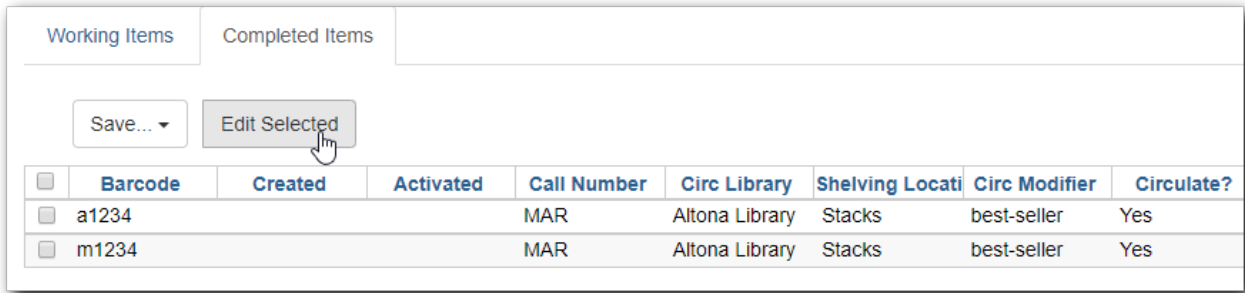 Working Items Completed Items
Save... Edit Selected
Barcode Created Activated Call Number Circ Library Shelving Locati Circ Modifier Circulate?
a1234 MAR Altona Library Stacks best-seller Yes
m1234 MAR Altona Library Stacks best-seller Yes